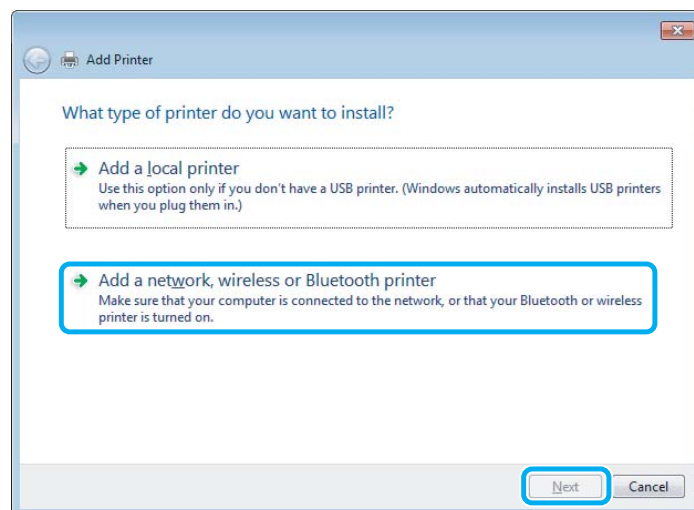 Add Printer
What type of printer do you want to install?
Add a local printer
Use this option only if you don't have a USB printer. (Windows automatically installs USB printers
when you plug them in.)
Add a network, wireless or Bluetooth printer
Make sure that your computer is connected to the network, or that your Bluetooth or wireless
printer is turned on.
Next Cancel